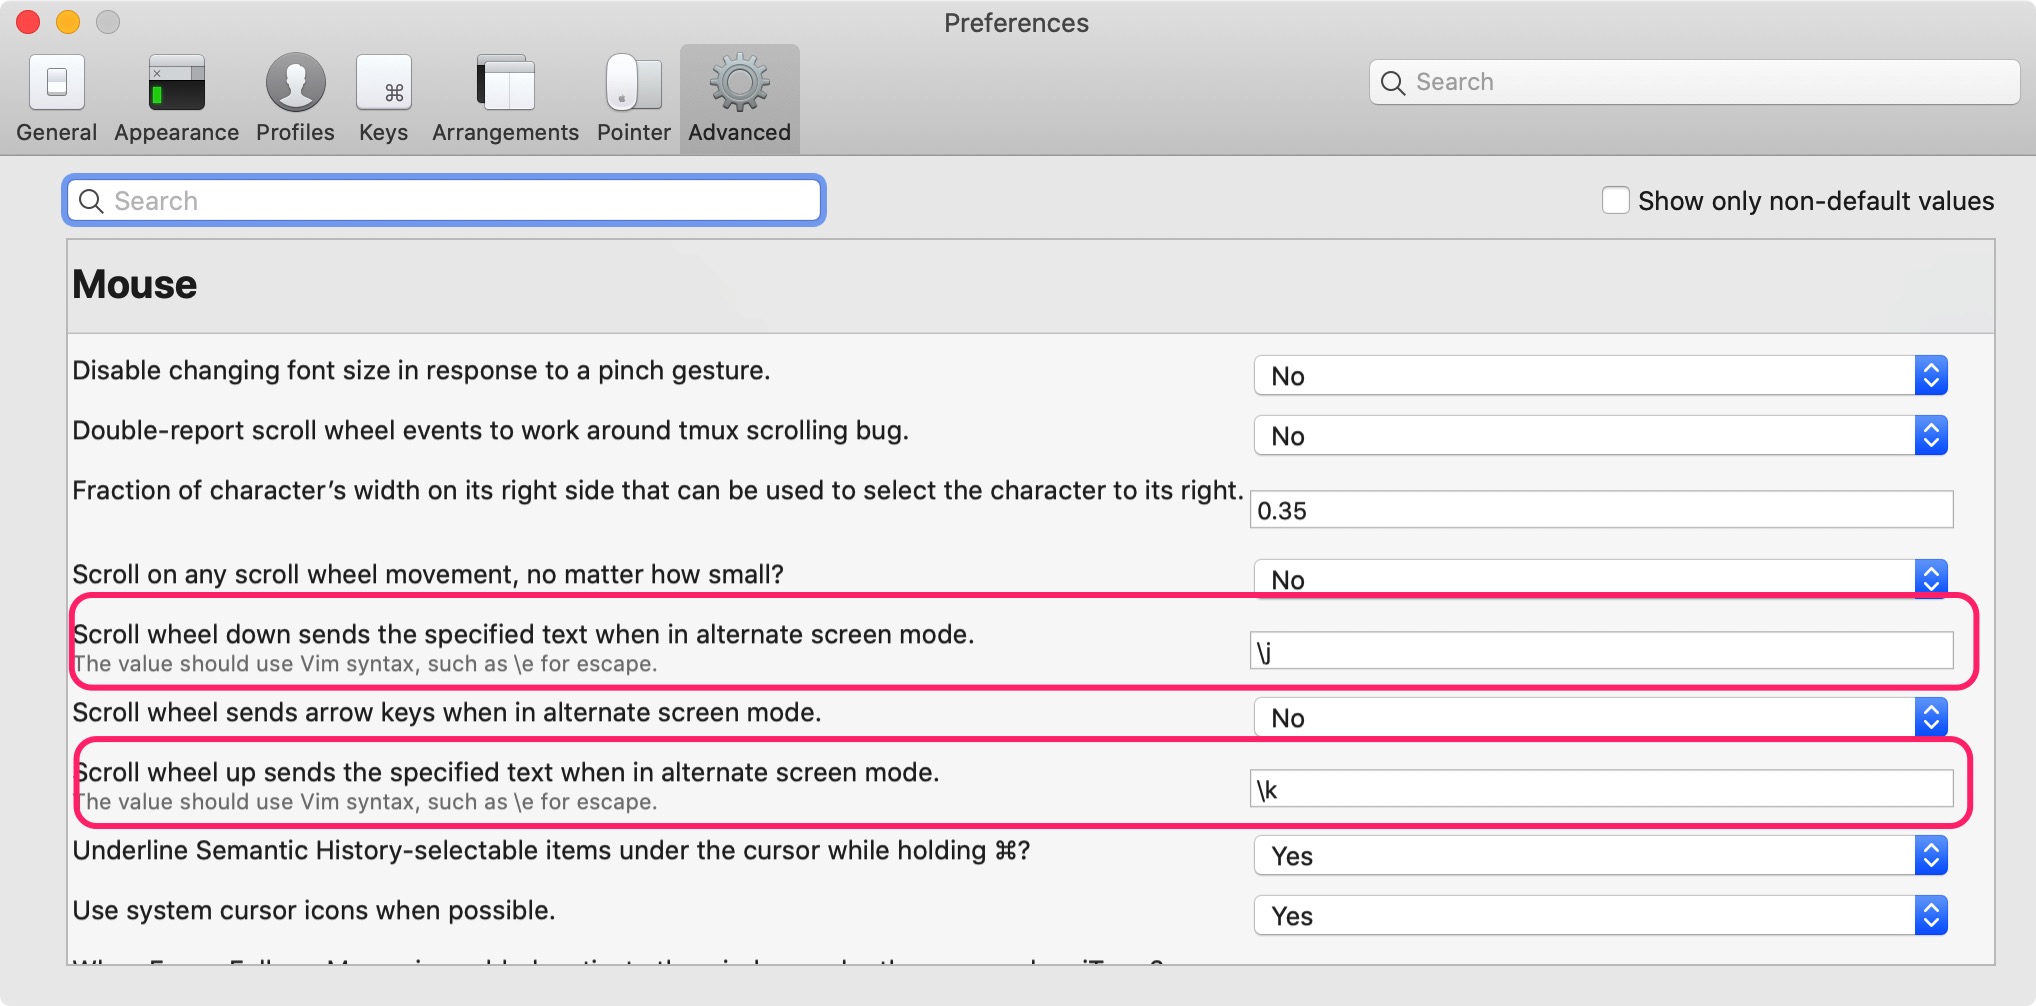 Preferences
General Appearance Profiles Keys Arrangements Pointer Advanced
Search
Search
Show only non-default values
Mouse
Disable changing font size in response to a pinch gesture. No
Double-report scroll wheel events to work around tmux scrolling bug. No
Fraction of character’s width on its right side that can be used to select the character to its right. 0.35
Scroll on any scroll wheel movement, no matter how small? No
Scroll wheel down sends the specified text when in alternate screen mode. \j
The value should use Vim syntax, such as \e for escape.
Scroll wheel sends arrow keys when in alternate screen mode. No
Scroll wheel up sends the specified text when in alternate screen mode. \k
The value should use Vim syntax, such as \e for escape.
Underline Semantic History-selectable items under the cursor while holding ⌘? Yes
Use system cursor icons when possible. Yes